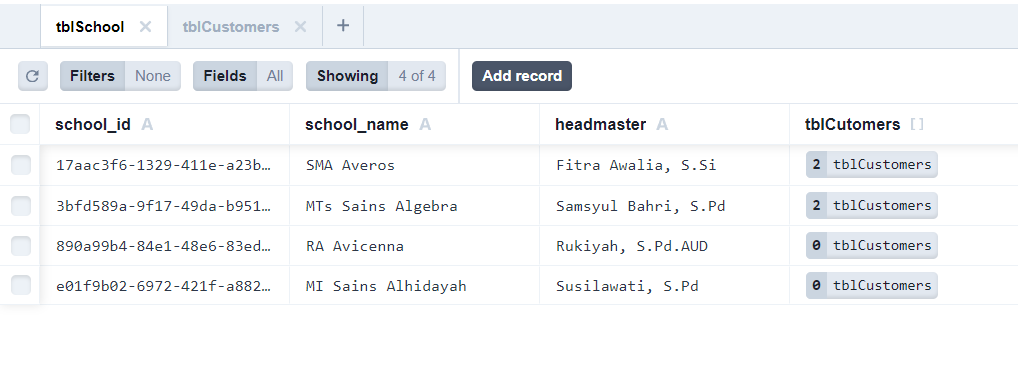 tblSchool tblCustomers +
Filters None Fields All Showing 4 of 4 Add record
school_id A school_name A headmaster A tblCutomers []
17aac3f6-1329-411e-a23b… SMA Averos Fitra Awalia, S.Si 2 tblCustomers
3bfd589a-9f17-49da-b951… MTs Sains Algebra Samsyul Bahri, S.Pd 2 tblCustomers
890a99b4-84e1-48e6-83ed… RA Avicenna Rukiyah, S.Pd.AUD 0 tblCustomers
e01f9b02-6972-421f-a882… MI Sains Alhidayah Susilawati, S.Pd 0 tblCustomers